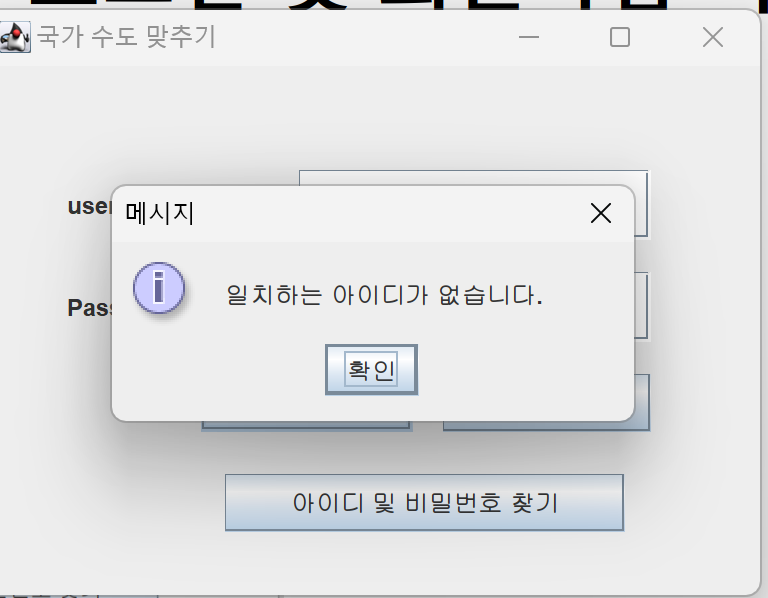 국가 수도 맞추기
메시지
일치하는 아이디가 없습니다.
확인
아이디 및 비밀번호 찾기